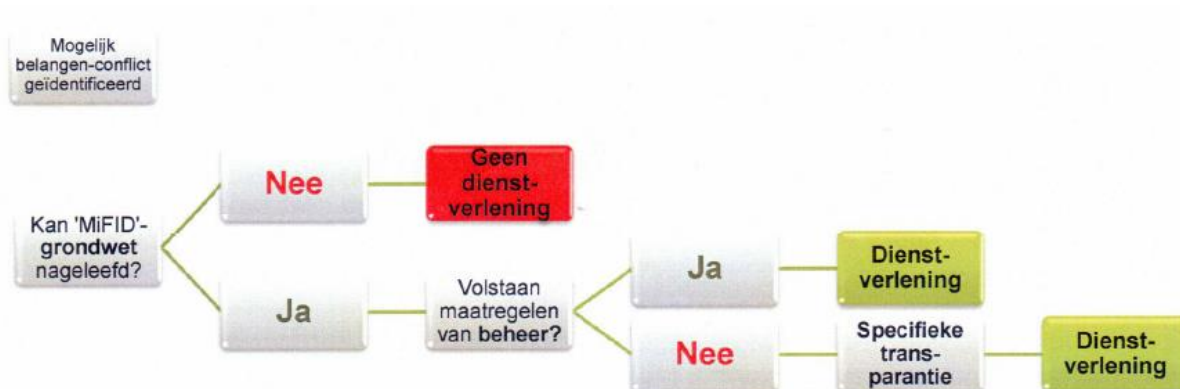 Mogelijk
belangen-conflict
geïdentificeerd
Kan 'MiFID'-
grondwet
nageleefd?
Nee
Geen
dienst-
verlening
Ja
Volstaan
maatregelen
van beheer?
Ja
Dienst-
verlening
Nee
Specifieke
trans-
parantie
Dienst-
verlening